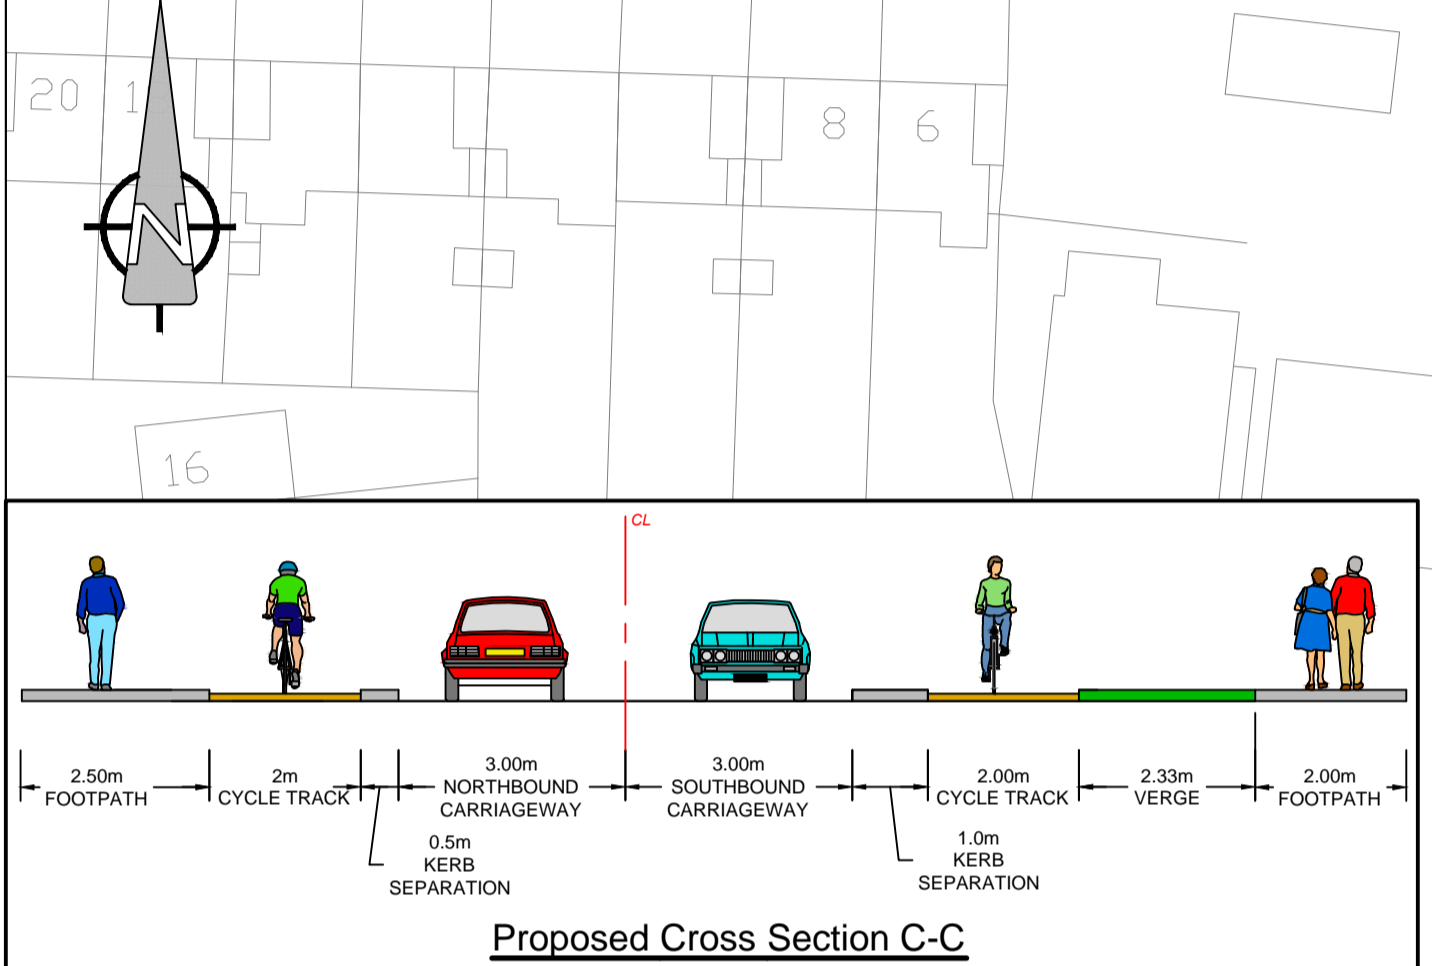 20
8
6
N
16
CL
2.50m
FOOTPATH
2m
CYCLE TRACK
0.5m
KERB
SEPARATION
3.00m
NORTHBOUND
CARRIAGEWAY
3.00m
SOUTHBOUND
CARRIAGEWAY
1.0m
KERB
SEPARATION
2.00m
CYCLE TRACK
2.33m
VERGE
2.00m
FOOTPATH
Proposed Cross Section C-C